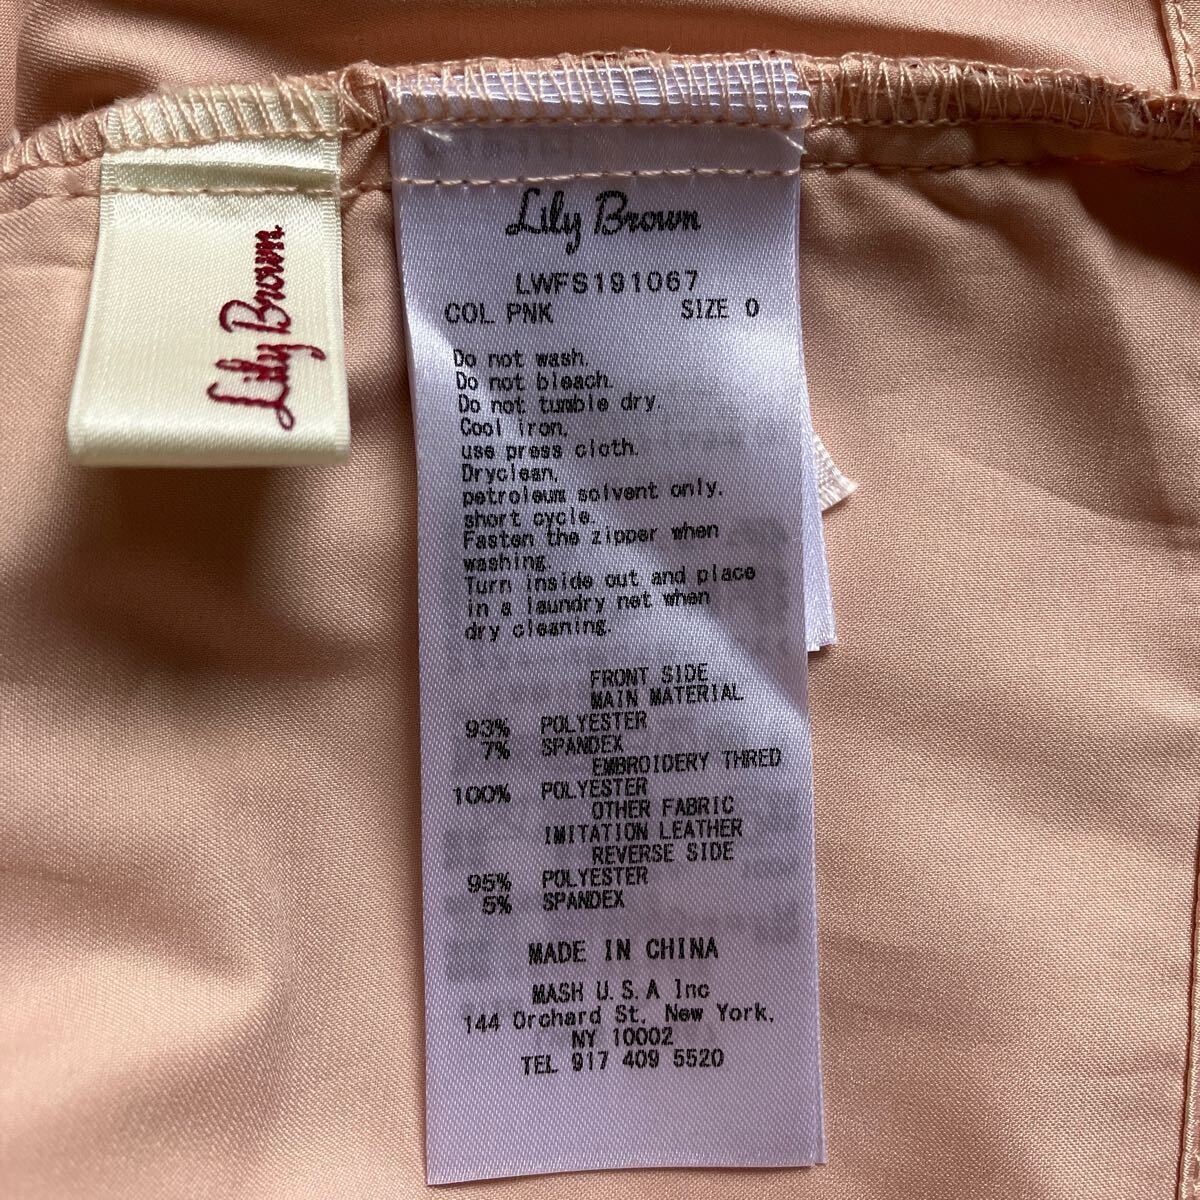 Lily Brown
Lily Brown
LWFS191067
COL PNK SIZE 0
Do not wash.
Do not bleach.
Do not tumble dry.
Cool iron,
use press cloth.
Dryclean,
petroleum solvent only,
short cycle.
Fasten the zipper when
washing.
Turn inside out and place
in a laundry net when
dry cleaning.
FRONT SIDE
MAIN MATERIAL
93% POLYESTER
7% SPANDEX
EMBROIDERY THRED
100% POLYESTER
OTHER FABRIC
IMITATION LEATHER
REVERSE SIDE
95% POLYESTER
5% SPANDEX
MADE IN CHINA
MASH U.S.A Inc
144 Orchard St, New York,
NY 10002
TEL 917 409 5520